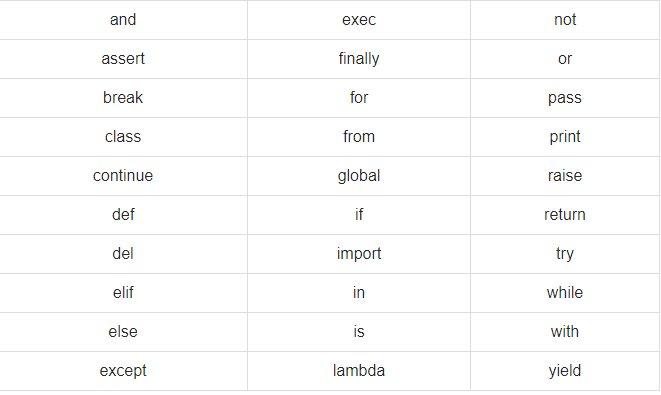 and exec not
assert finally or
break for pass
class from print
continue global raise
def if return
del import try
elif in while
else is with
except lambda yield